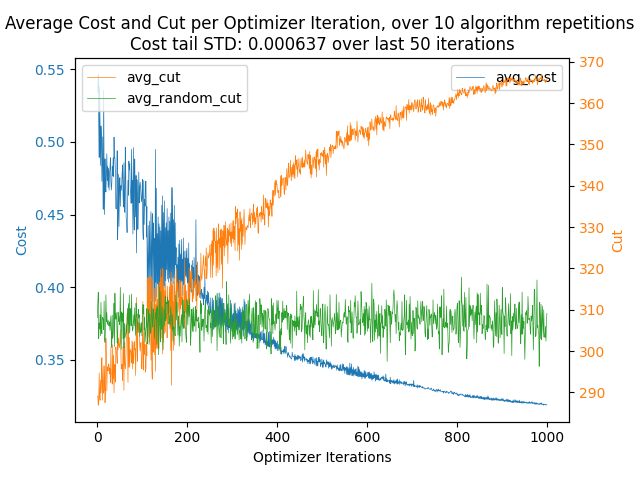 Average Cost and Cut per Optimizer Iteration, over 10 algorithm repetitions
Cost tail STD: 0.000637 over last 50 iterations
avg_cut
avg_random_cut
avg_cost
0.55
0.50
0.45
0.40
0.35
Cost
370
360
350
340
330
320
310
300
290
Cut
0
200
400
600
800
1000
Optimizer Iterations